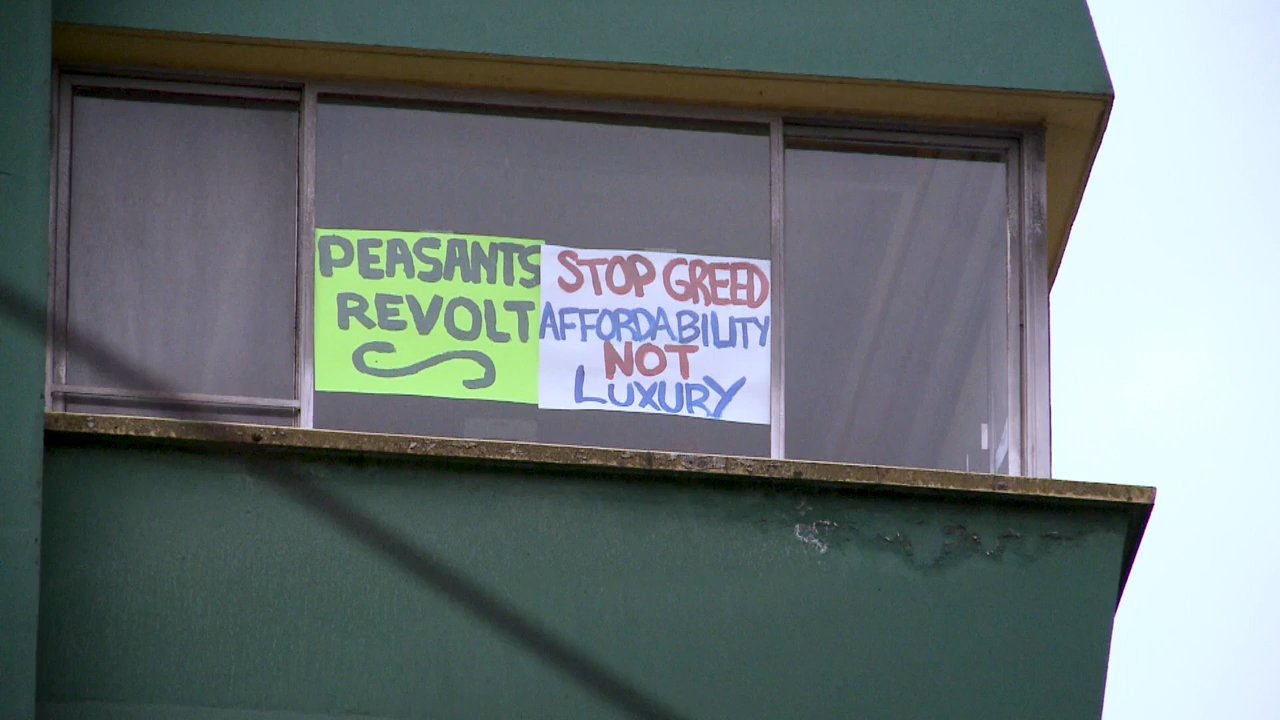 PEASANTS
REVOLT
STOP GREED
AFFORDABILITY
NOT
LUXURY